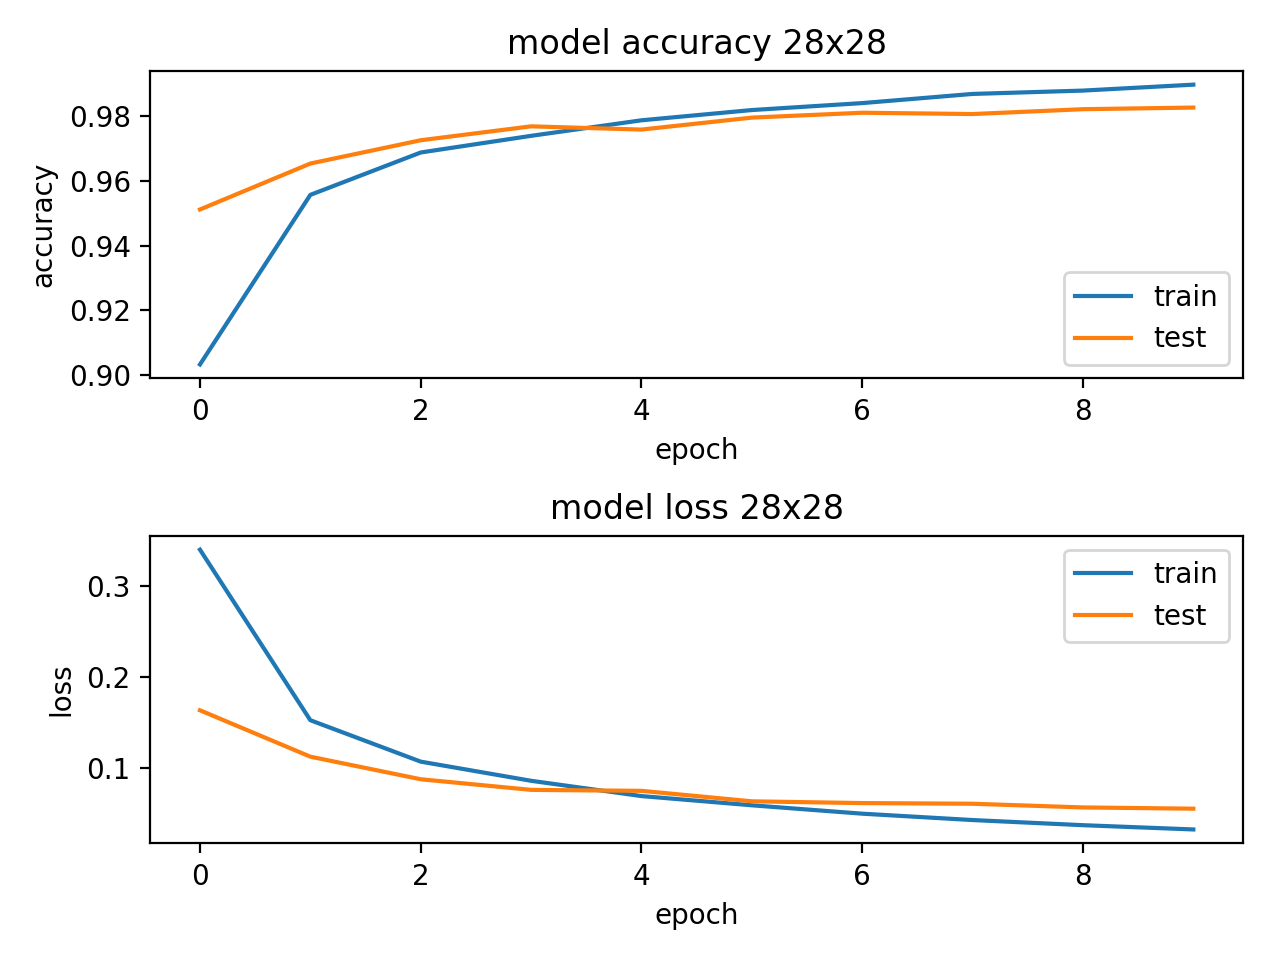 model accuracy 28x28
accuracy
0.98
0.96
0.94
0.92
0.90
train
test
0 2 4 6 8
epoch
model loss 28x28
loss
0.3
0.2
0.1
train
test
0 2 4 6 8
epoch